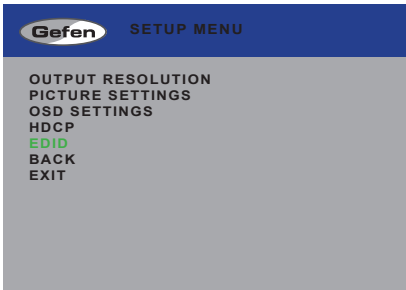 Gefen SETUP MENU
OUTPUT RESOLUTION
PICTURE SETTINGS
OSD SETTINGS
HDCP
EDID
BACK
EXIT